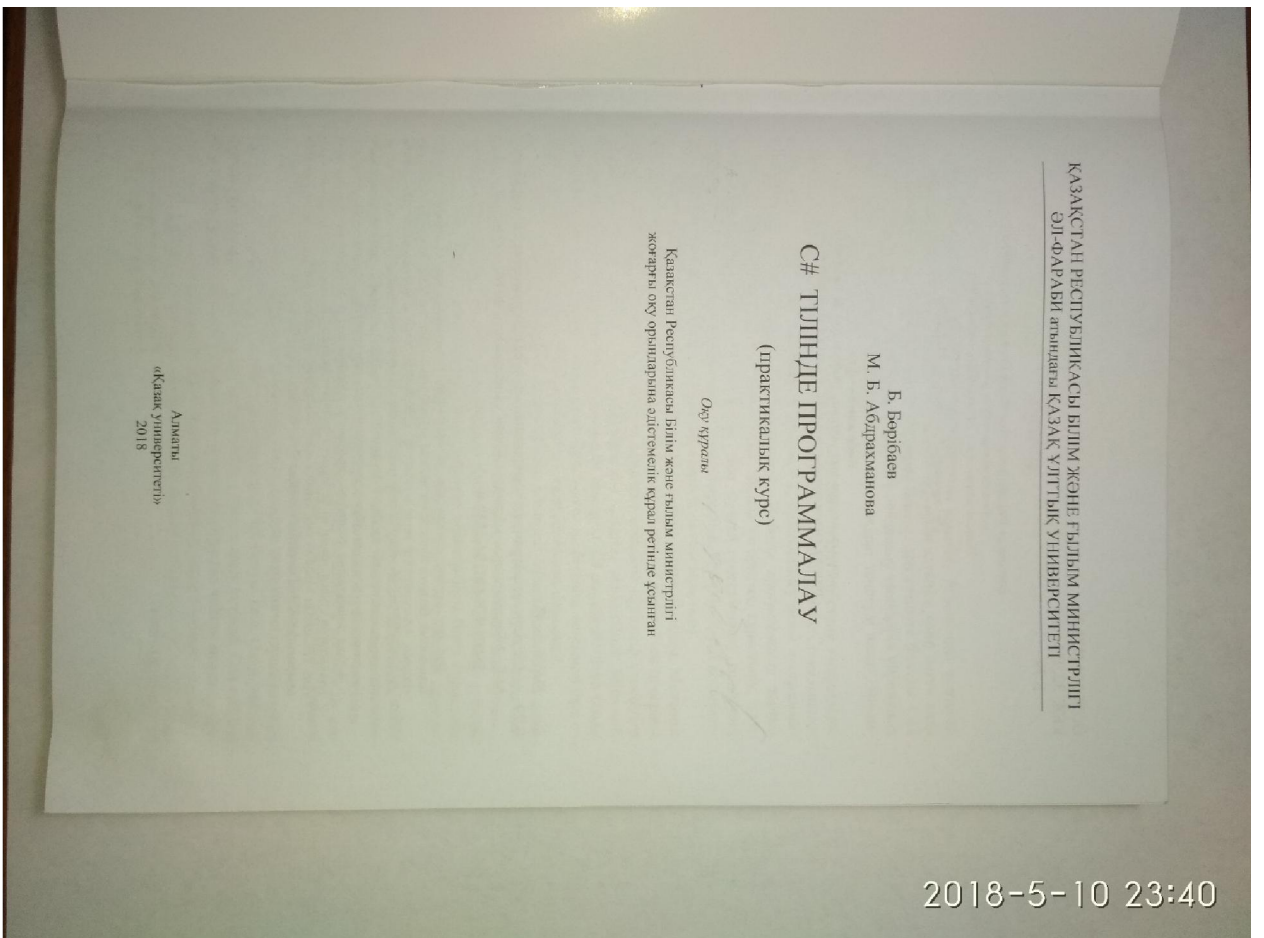 ҚАЗАҚСТАН РЕСПУБЛИКАСЫ БІЛІМ ЖӘНЕ ҒЫЛЫМ МИНИСТРЛІГІ
ӘЛ-ФАРАБИ атындағы ҚАЗАҚ ҰЛТТЫҚ УНИВЕРСИТЕТІ
Б. Бөрібаев
М. Б. Абдрахманова
C# ТІЛІНДЕ ПРОГРАММАЛАУ
(практикалық курс)
Оқу құралы
Қазақстан Республикасы Білім және ғылым министрлігі
жоғарғы оқу орындарына әдістемелік құрал ретінде ұсынған
Алматы
«Қазақ университеті»
2018
2018-5-10 23:40